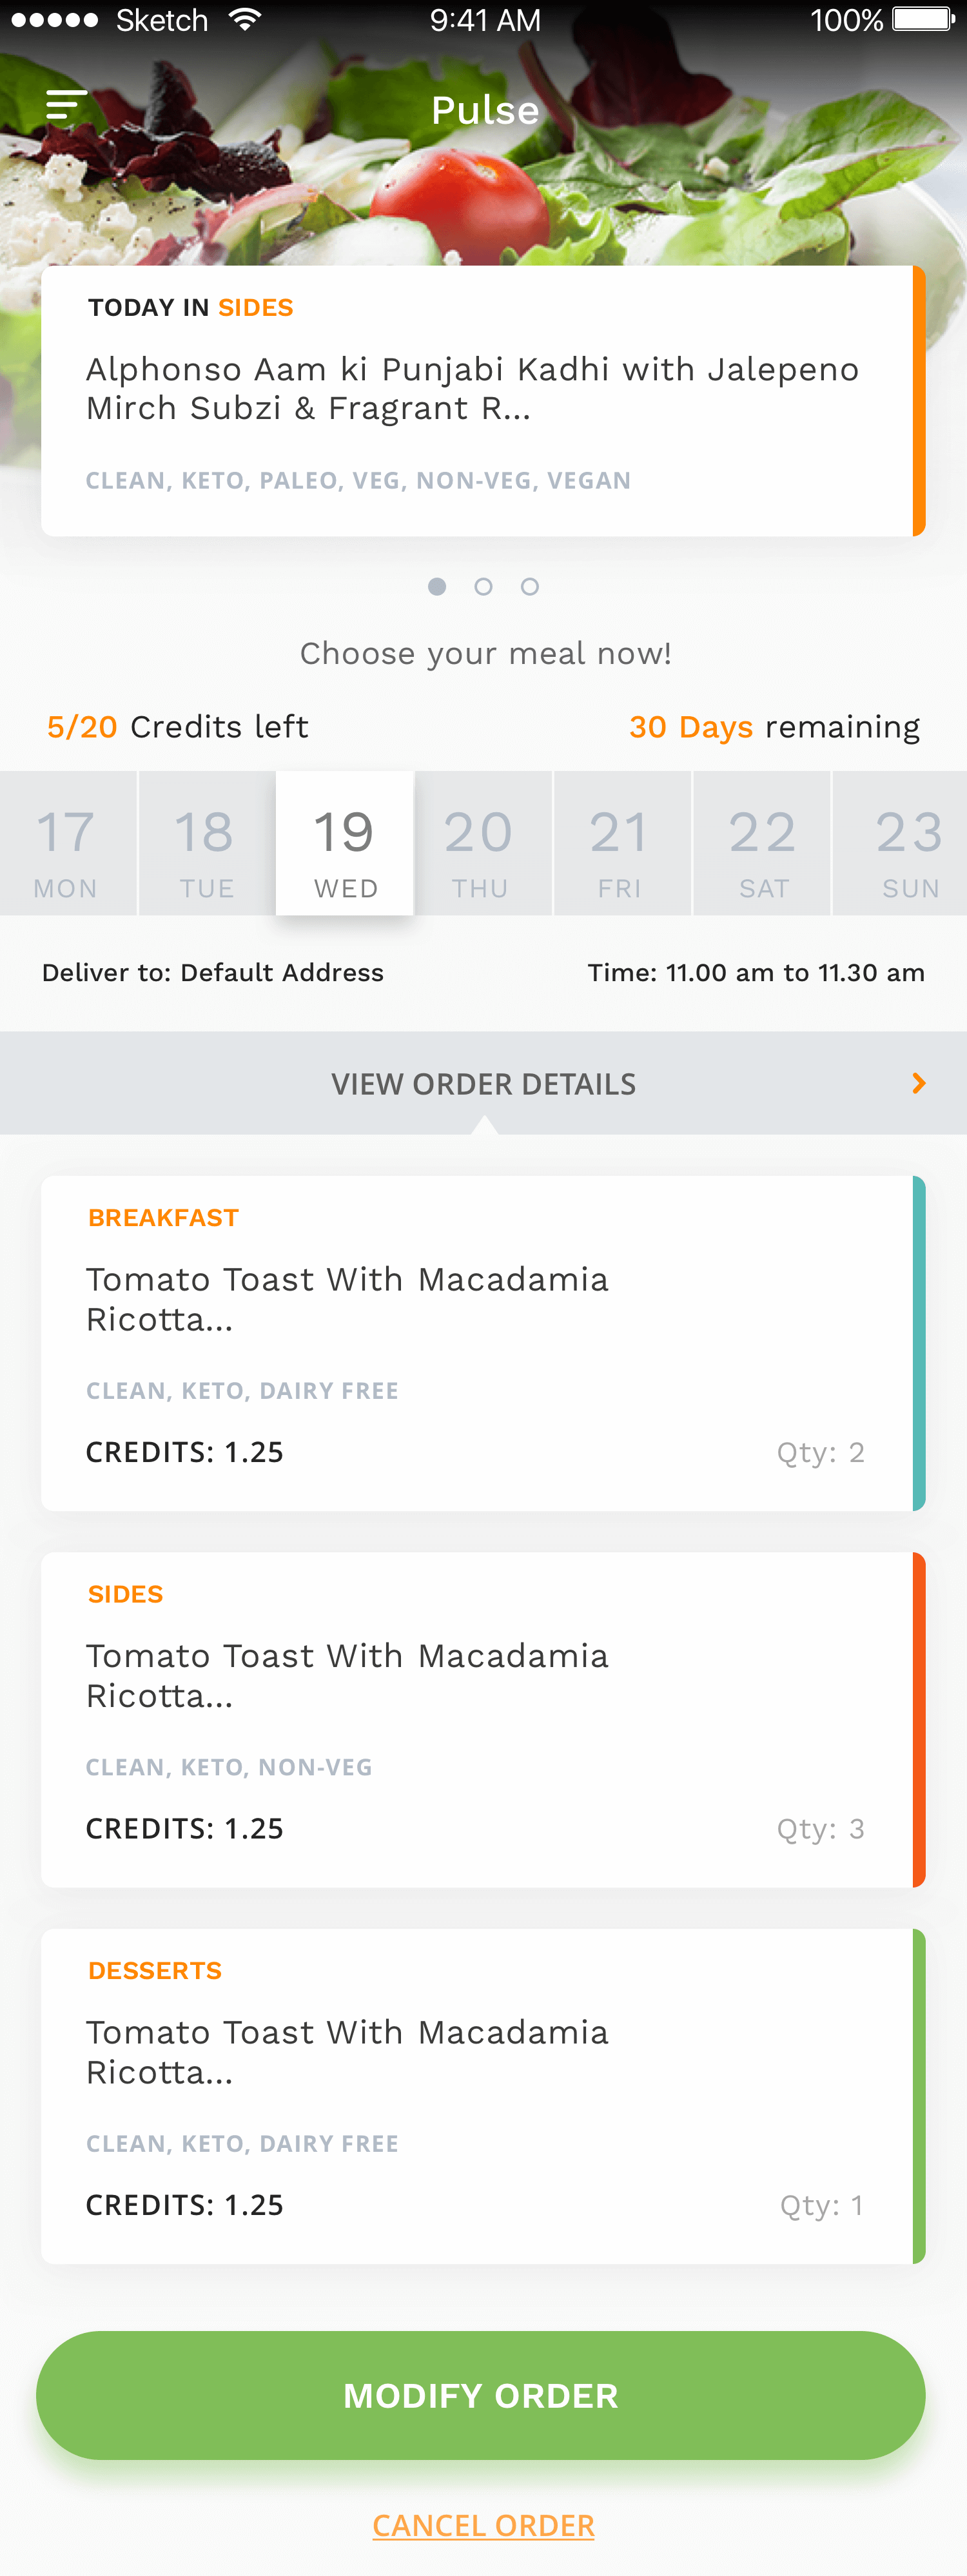 Sketch 9:41 AM 100%
Pulse
TODAY IN SIDES
Alphonso Aam ki Punjabi Kadhi with Jalepeno
Mirch Subzi & Fragrant R...
CLEAN, KETO, PALEO, VEG, NON-VEG, VEGAN
Choose your meal now!
5/20 Credits left 30 Days remaining
17 18 19 20 21 22 23
MON TUE WED THU FRI SAT SUN
Deliver to: Default Address Time: 11.00 am to 11.30 am
VIEW ORDER DETAILS
BREAKFAST
Tomato Toast With Macadamia
Ricotta...
CLEAN, KETO, DAIRY FREE
CREDITS: 1.25 Qty: 2
SIDES
Tomato Toast With Macadamia
Ricotta...
CLEAN, KETO, NON-VEG
CREDITS: 1.25 Qty: 3
DESSERTS
Tomato Toast With Macadamia
Ricotta...
CLEAN, KETO, DAIRY FREE
CREDITS: 1.25 Qty: 1
MODIFY ORDER
CANCEL ORDER